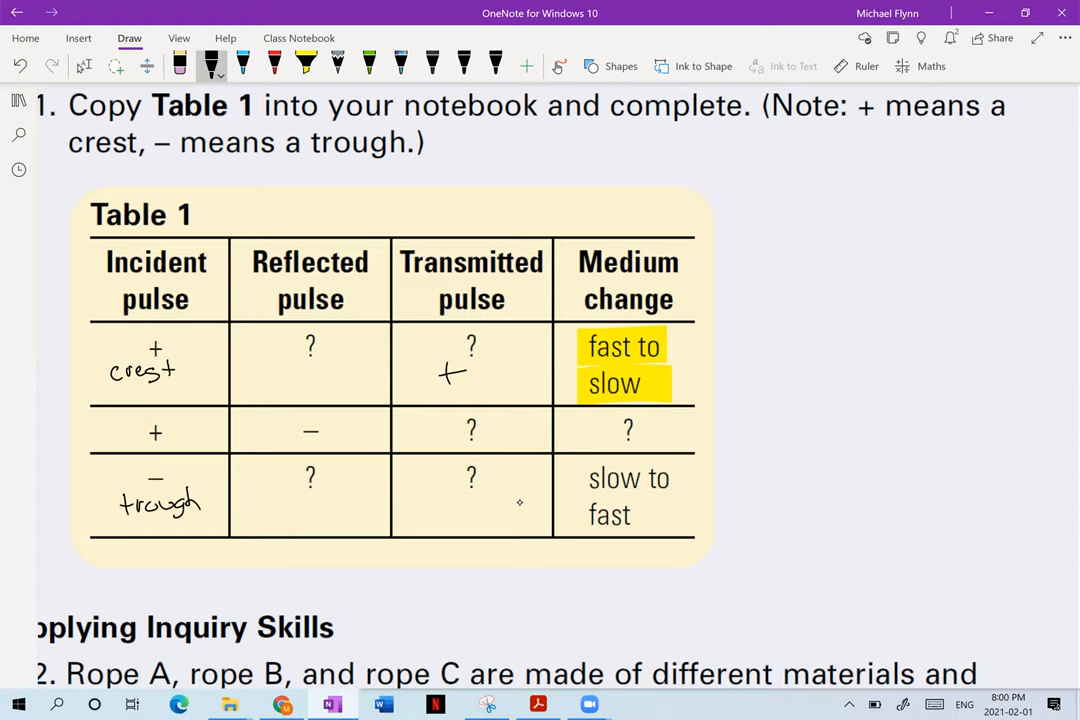 OneNote for Windows 10
Michael Flynn
Home Insert Draw View Help Class Notebook
2
Share
Shapes Ink to Shape Ink to Text Ruler Maths
1. Copy Table 1 into your notebook and complete. (Note: + means a
crest, – means a trough.)
Table 1
Incident pulse Reflected pulse Transmitted pulse Medium change
+ ? ? fast to
crest + slow
+ – ? ?
– ? ? slow to
trough fast
pplying Inquiry Skills
2. Rope A, rope B, and rope C are made of different materials and
ENG
8:00 PM
2021-02-01